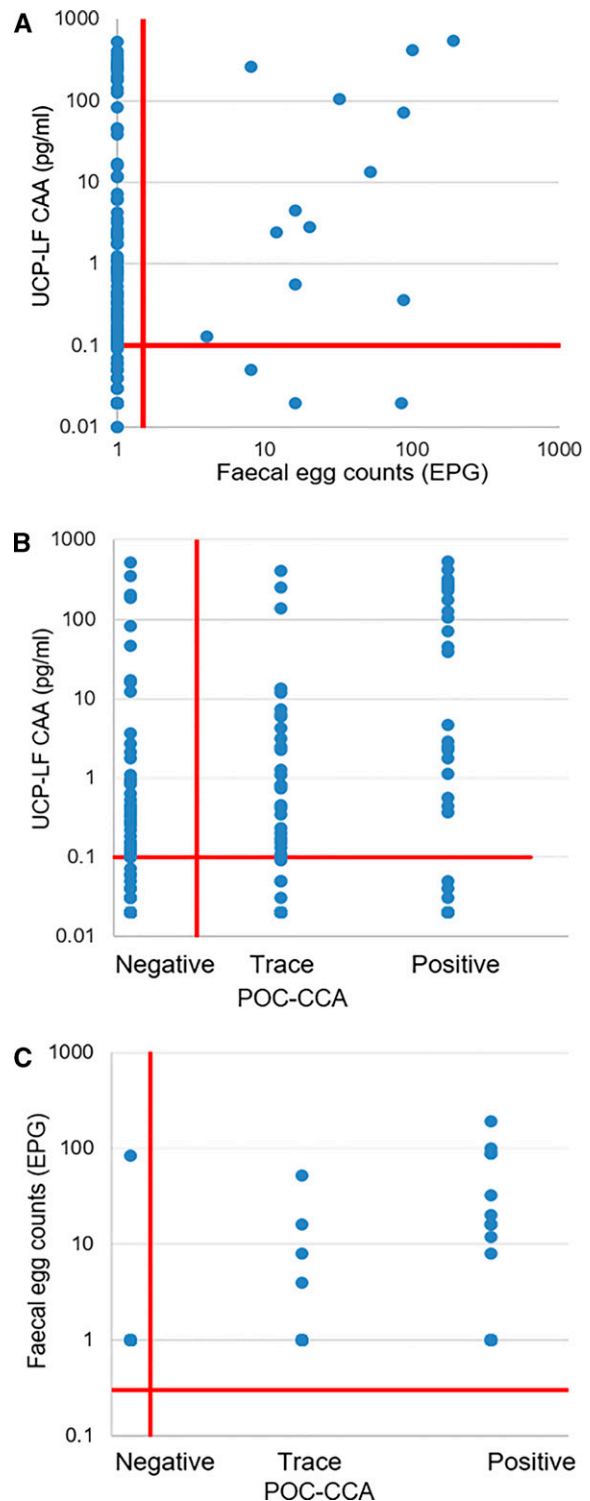 A
UCP-LF CAA (pg/ml)
1000
100
10
1
0.1
0.01
1 10 100 1000
Faecal egg counts (EPG)
B
UCP-LF CAA (pg/ml)
1000
100
10
1
0.1
0.01
Negative Trace Positive
POC-CCA
C
Faecal egg counts (EPG)
1000
100
10
1
0.1
Negative Trace Positive
POC-CCA